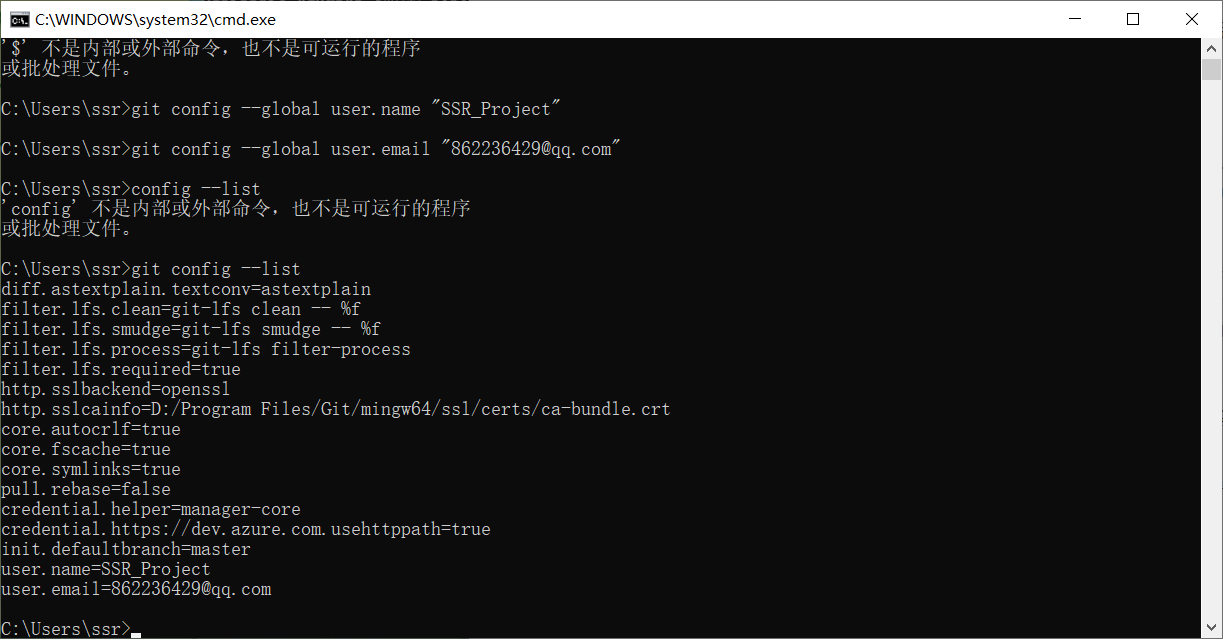 C:\WINDOWS\system32\cmd.exe
'$' 不是内部或外部命令，也不是可运行的程序
或批处理文件。
C:\Users\ssr>git config --global user.name "SSR_Project"
C:\Users\ssr>git config --global user.email "862236429@qq.com"
C:\Users\ssr>config --list
'config' 不是内部或外部命令，也不是可运行的程序
或批处理文件。
C:\Users\ssr>git config --list
diff.astextplain.textconv=astextplain
filter.lfs.clean=git-lfs clean -- %f
filter.lfs.smudge=git-lfs smudge -- %f
filter.lfs.process=git-lfs filter-process
filter.lfs.required=true
http.sslbackend=openssl
http.sslcainfo=D:/Program Files/Git/mingw64/ssl/certs/ca-bundle.crt
core.autocrlf=true
core.fscache=true
core.symlinks=true
pull.rebase=false
credential.helper=manager-core
credential.https://dev.azure.com.usehttppath=true
init.defaultbranch=master
user.name=SSR_Project
user.email=862236429@qq.com
C:\Users\ssr>